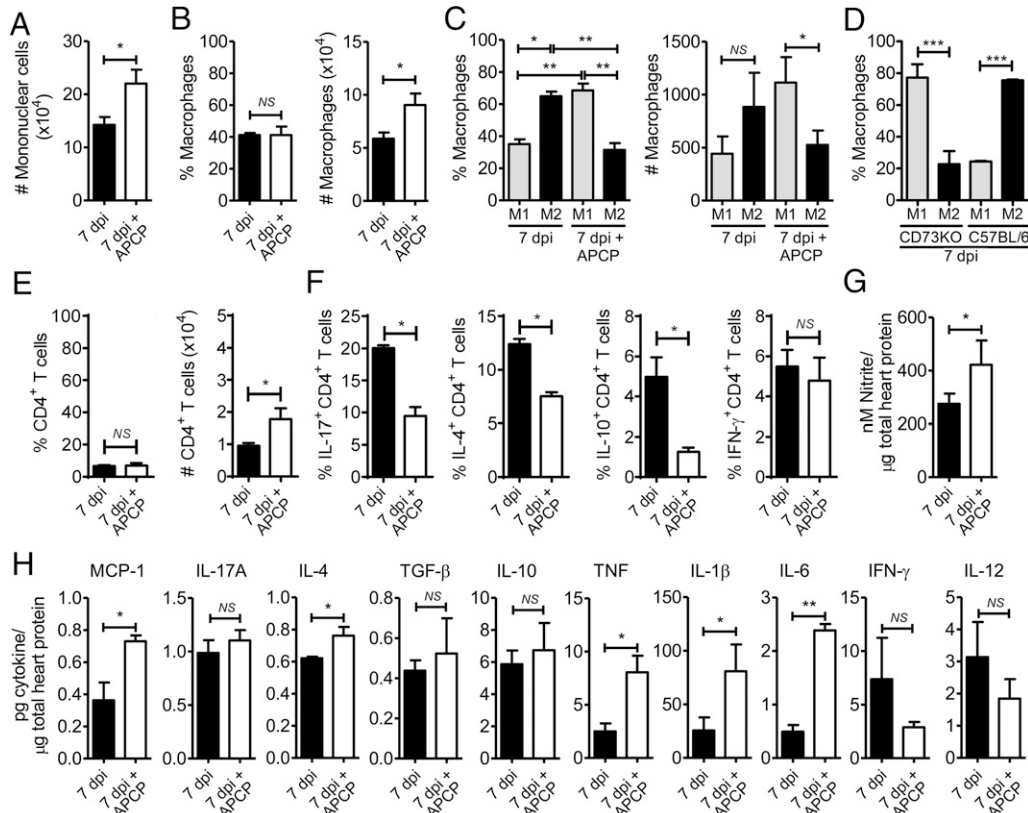 A
# Mononuclear cells
(x10⁴)
30
20
10
0
*
7 dpi
7 dpi +
APCP
B
% Macrophages
100
80
60
40
20
0
NS
7 dpi
7 dpi +
APCP
# Macrophages (x10⁴)
15
10
5
0
*
7 dpi
7 dpi +
APCP
C
% Macrophages
100
80
60
40
20
0
* **
** **
M1 M2 M1 M2
7 dpi 7 dpi +
APCP
# Macrophages
1500
1000
500
0
NS *
M1 M2 M1 M2
7 dpi 7 dpi +
APCP
D
% Macrophages
100
80
60
40
20
0
*** ***
M1 M2 M1 M2
CD73KO C57BL/6
7 dpi
E
% CD4⁺ T cells
100
80
60
40
20
0
NS
7 dpi
7 dpi +
APCP
# CD4⁺ T cells (x10⁴)
5
4
3
2
1
0
*
7 dpi
7 dpi +
APCP
F
% IL-17⁺ CD4⁺ T cells
25
20
15
10
5
0
*
7 dpi
7 dpi +
APCP
% IL-4⁺ CD4⁺ T cells
15
10
5
0
*
7 dpi
7 dpi +
APCP
% IL-10⁺ CD4⁺ T cells
8
6
4
2
0
*
7 dpi
7 dpi +
APCP
% IFN-γ⁺ CD4⁺ T cells
8
6
4
2
0
NS
7 dpi
7 dpi +
APCP
G
nM Nitrite/
µg total heart protein
600
400
200
0
*
7 dpi
7 dpi +
APCP
H
pg cytokine/
µg total heart protein
MCP-1
1.0
0.8
0.6
0.4
0.2
0.0
*
7 dpi
7 dpi +
APCP
IL-17A
1.5
1.0
0.5
0.0
NS
7 dpi
7 dpi +
APCP
IL-4
1.0
0.8
0.6
0.4
0.2
0.0
*
7 dpi
7 dpi +
APCP
TGF-β
0.8
0.6
0.4
0.2
0.0
NS
7 dpi
7 dpi +
APCP
IL-10
10
8
6
4
2
0
NS
7 dpi
7 dpi +
APCP
TNF
15
10
5
0
*
7 dpi
7 dpi +
APCP
IL-1β
150
100
50
0
*
7 dpi
7 dpi +
APCP
IL-6
3
2
1
0
**
7 dpi
7 dpi +
APCP
IFN-γ
15
10
5
0
NS
7 dpi
7 dpi +
APCP
IL-12
5
4
3
2
1
0
NS
7 dpi
7 dpi +
APCP